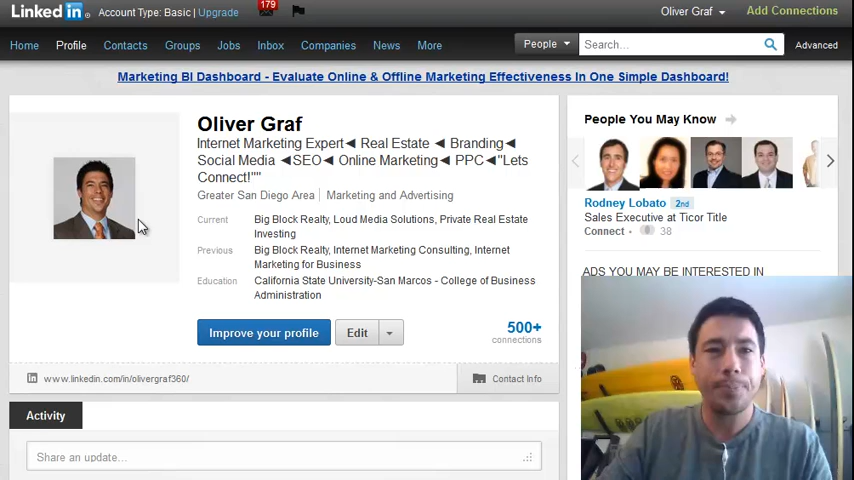 Linked in® Account Type: Basic | Upgrade 179 Oliver Graf Add Connections
Home Profile Contacts Groups Jobs Inbox Companies News More People Search... Advanced
Marketing BI Dashboard - Evaluate Online & Offline Marketing Effectiveness In One Simple Dashboard!
Oliver Graf
Internet Marketing Expert◄ Real Estate ◄ Branding◄
Social Media ◄SEO◄ Online Marketing◄ PPC◄"Lets
Connect!""
Greater San Diego Area | Marketing and Advertising
Current Big Block Realty, Loud Media Solutions, Private Real Estate
Investing
Previous Big Block Realty, Internet Marketing Consulting, Internet
Marketing for Business
Education California State University-San Marcos - College of Business
Administration
Improve your profile Edit 500+
connections
in www.linkedin.com/in/olivergraf360/ Contact Info
Activity
Share an update...
People You May Know
Rodney Lobato 2nd
Sales Executive at Ticor Title
Connect • 38
ADS YOU MAY BE INTERESTED IN